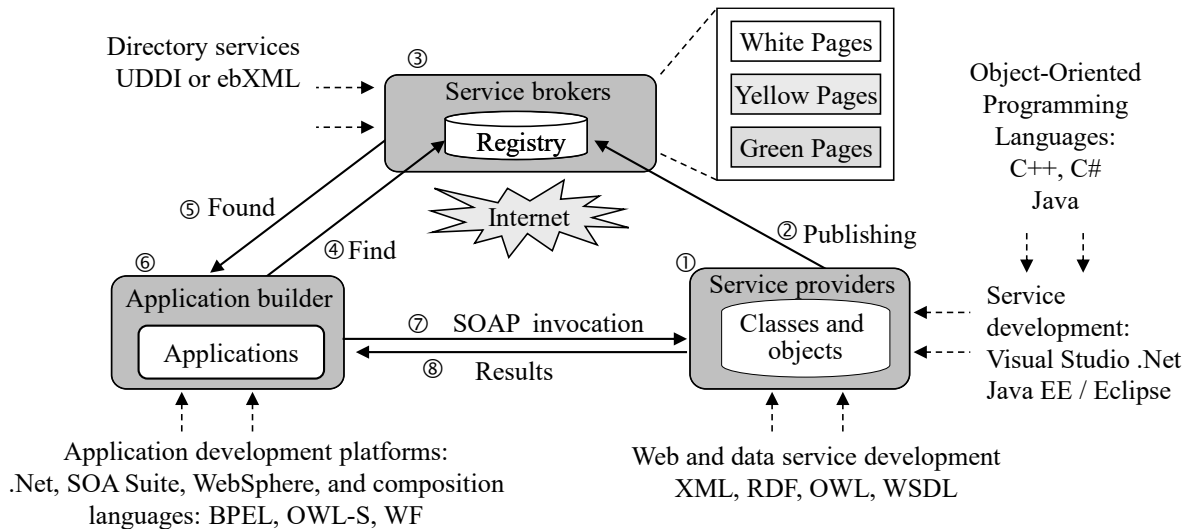 Directory services
UDDI or ebXML
③
Service brokers
Registry
White Pages
Yellow Pages
Green Pages
Object-Oriented
Programming
Languages:
C++, C#
Java
Internet
⑤ Found
④ Find
② Publishing
⑥
Application builder
Applications
⑦ SOAP invocation
⑧ Results
①
Service providers
Classes and
objects
Service
development:
Visual Studio .Net
Java EE / Eclipse
Application development platforms:
.Net, SOA Suite, WebSphere, and composition
languages: BPEL, OWL-S, WF
Web and data service development
XML, RDF, OWL, WSDL